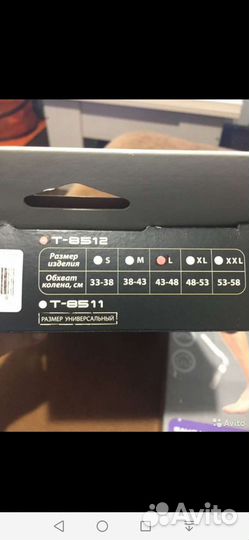 T-8512
Размер изделия S M L XL XXL
Обхват колена, см 33-38 38-43 43-48 48-53 53-58
T-8511
РАЗМЕР УНИВЕРСАЛЬНЫЙ
Avito
Avito